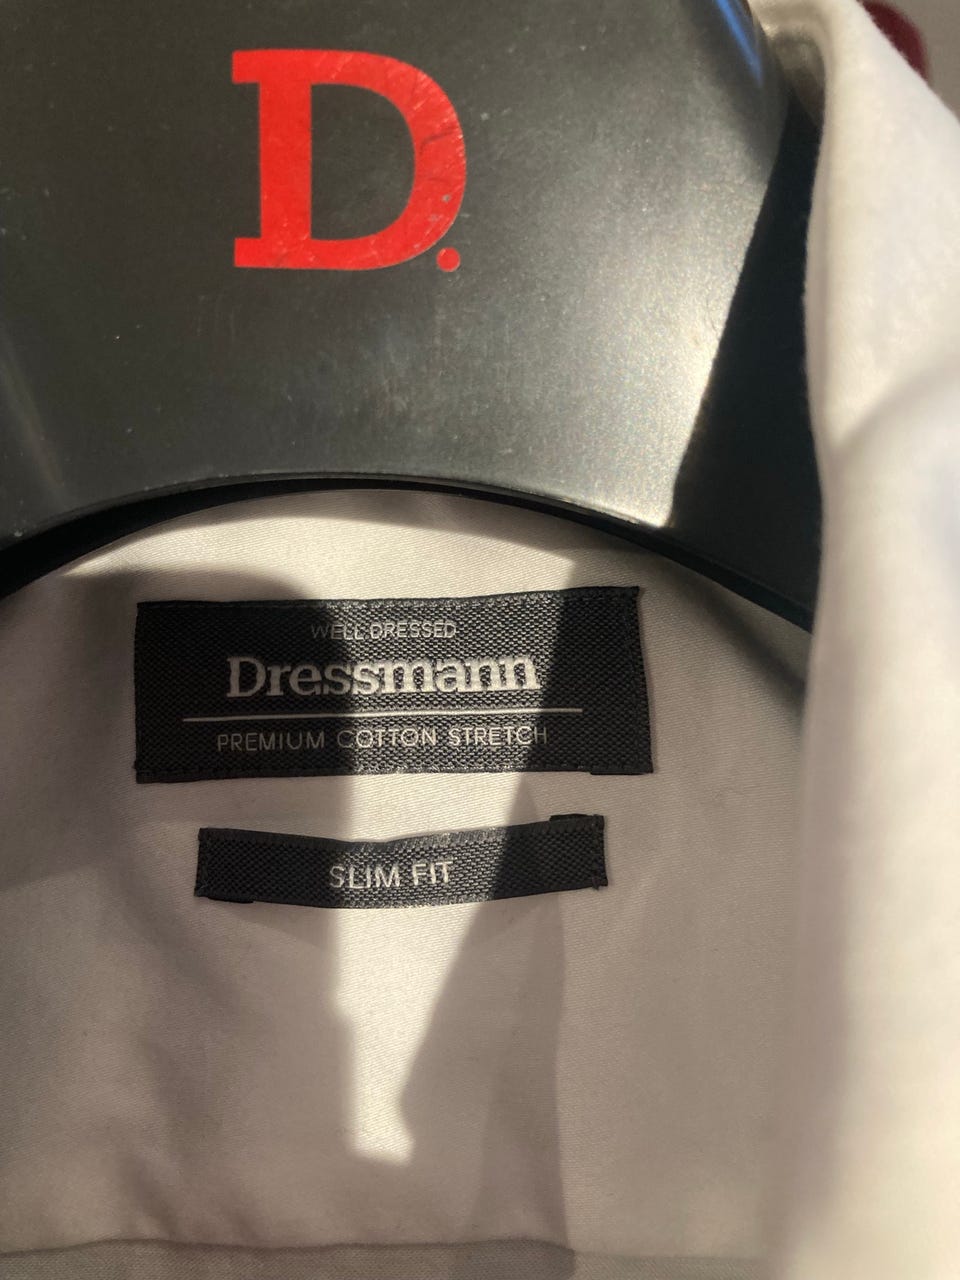 D.
WELL DRESSED
Dressmann
PREMIUM COTTON STRETCH
SLIM FIT